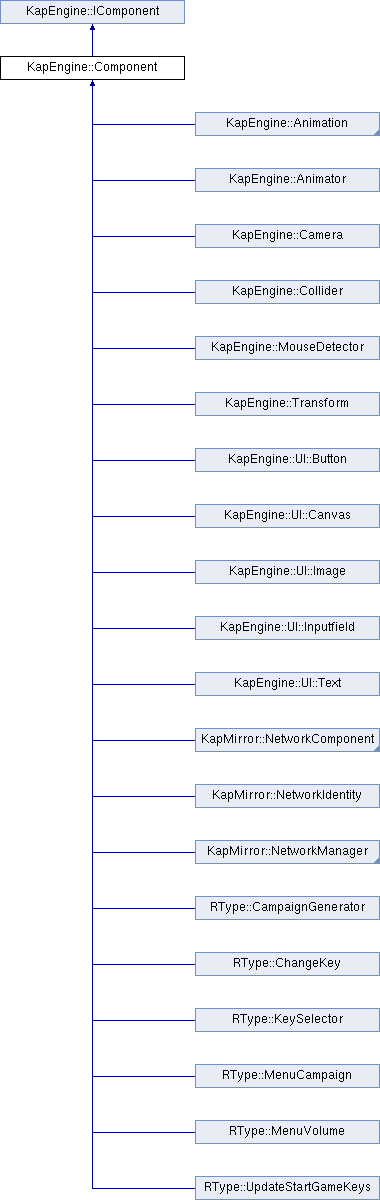 KapEngine::IComponent
KapEngine::Component
KapEngine::Animation
KapEngine::Animator
KapEngine::Camera
KapEngine::Collider
KapEngine::MouseDetector
KapEngine::Transform
KapEngine::UI::Button
KapEngine::UI::Canvas
KapEngine::UI::Image
KapEngine::UI::Inputfield
KapEngine::UI::Text
KapMirror::NetworkComponent
KapMirror::NetworkIdentity
KapMirror::NetworkManager
RType::CampaignGenerator
RType::ChangeKey
RType::KeySelector
RType::MenuCampaign
RType::MenuVolume
RType::UpdateStartGameKeys